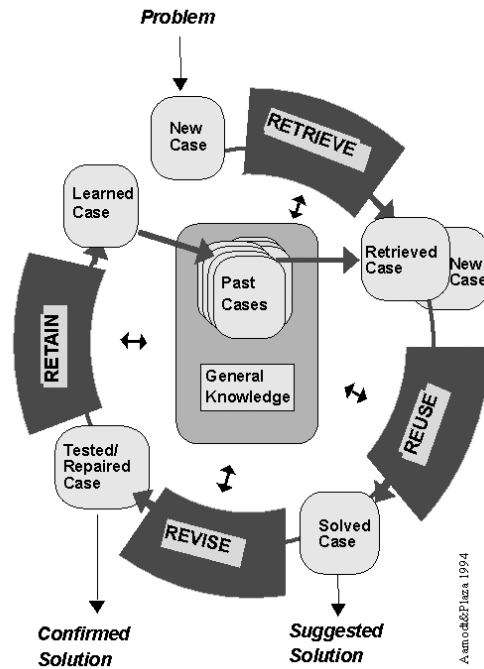 Problem
New
Case
RETRIEVE
Learned
Case
Retrieved
Case
New
Case
Past
Cases
General
Knowledge
RETAIN
REUSE
Tested/
Repaired
Case
REVISE
Solved
Case
Confirmed
Solution
Suggested
Solution
Aamodt&Plaza 1994